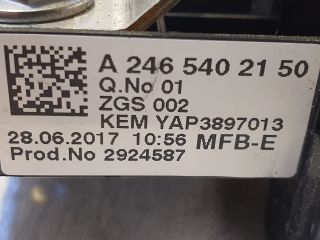 A 246 540 21 50
Q.No 01
ZGS 002
KEM YAP3897013
28.06.2017 10:56 MFB-E
Prod.No 2924587